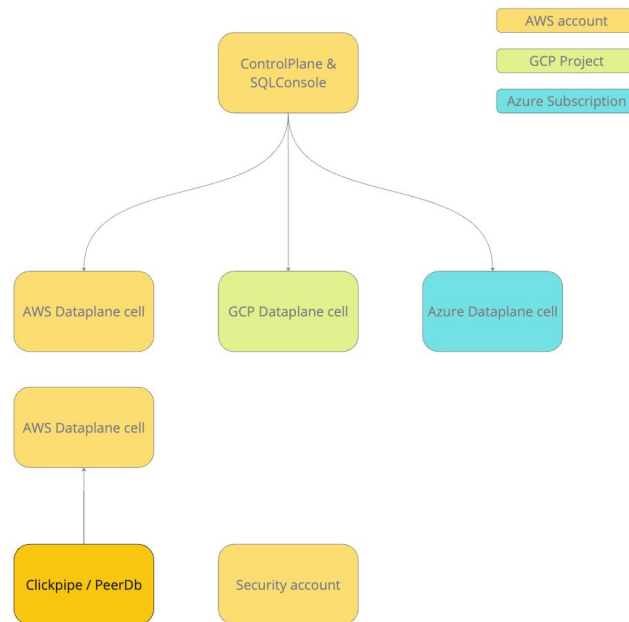 AWS account
GCP Project
Azure Subscription
ControlPlane &
SQLConsole
AWS Dataplane cell
GCP Dataplane cell
Azure Dataplane cell
AWS Dataplane cell
Clickpipe / PeerDb
Security account